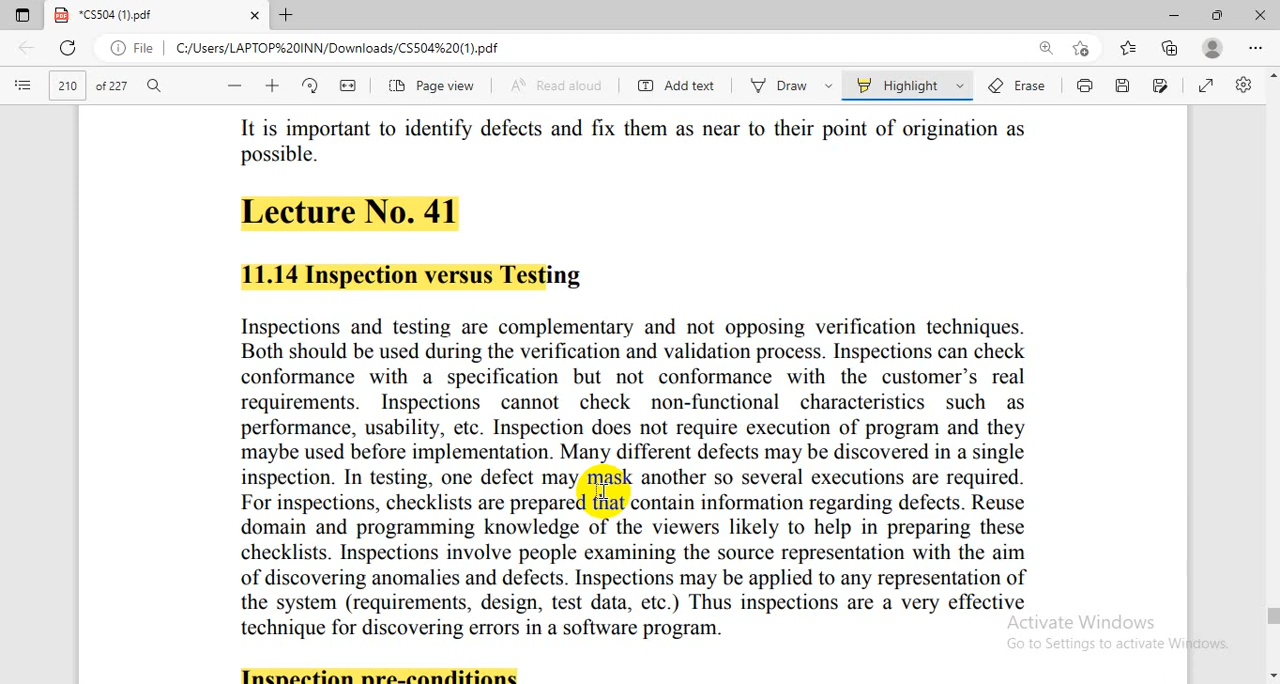 *CS504 (1).pdf
File
C:/Users/LAPTOP%20INN/Downloads/CS504%20(1).pdf
210 of 227
Page view
Read aloud
Add text
Draw
Highlight
Erase
It is important to identify defects and fix them as near to their point of origination as
possible.
Lecture No. 41
11.14 Inspection versus Testing
Inspections and testing are complementary and not opposing verification techniques.
Both should be used during the verification and validation process. Inspections can check
conformance with a specification but not conformance with the customer's real
requirements. Inspections cannot check non-functional characteristics such as
performance, usability, etc. Inspection does not require execution of program and they
maybe used before implementation. Many different defects may be discovered in a single
inspection. In testing, one defect may mask another so several executions are required.
For inspections, checklists are prepared that contain information regarding defects. Reuse
domain and programming knowledge of the viewers likely to help in preparing these
checklists. Inspections involve people examining the source representation with the aim
of discovering anomalies and defects. Inspections may be applied to any representation of
the system (requirements, design, test data, etc.) Thus inspections are a very effective
technique for discovering errors in a software program.
Activate Windows
Go to Settings to activate Windows.
Inspection pre-conditions